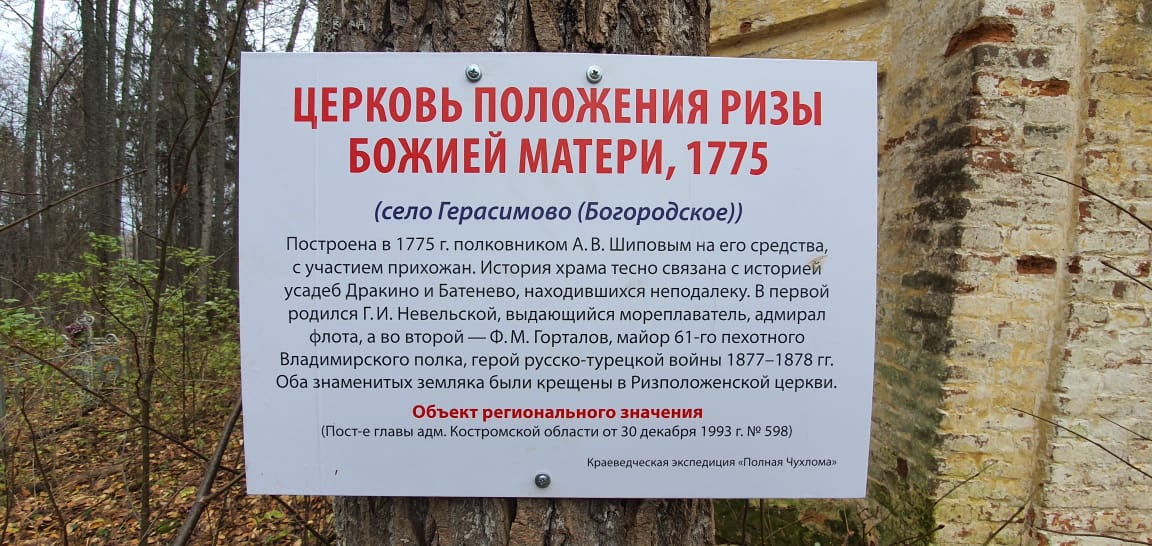 ЦЕРКОВЬ ПОЛОЖЕНИЯ РИЗЫ
БОЖИЕЙ МАТЕРИ, 1775
(село Герасимово (Богородское))
Построена в 1775 г. полковником А. В. Шиповым на его средства,
с участием прихожан. История храма тесно связана с историей
усадеб Дракино и Батенево, находившихся неподалеку. В первой
родился Г. И. Невельской, выдающийся мореплаватель, адмирал
флота, а во второй — Ф. М. Горталов, майор 61-го пехотного
Владимирского полка, герой русско-турецкой войны 1877–1878 гг.
Оба знаменитых земляка были крещены в Ризположенской церкви.
Объект регионального значения
(Пост-е главы адм. Костромской области от 30 декабря 1993 г. № 598)
Краеведческая экспедиция «Полная Чухлома»